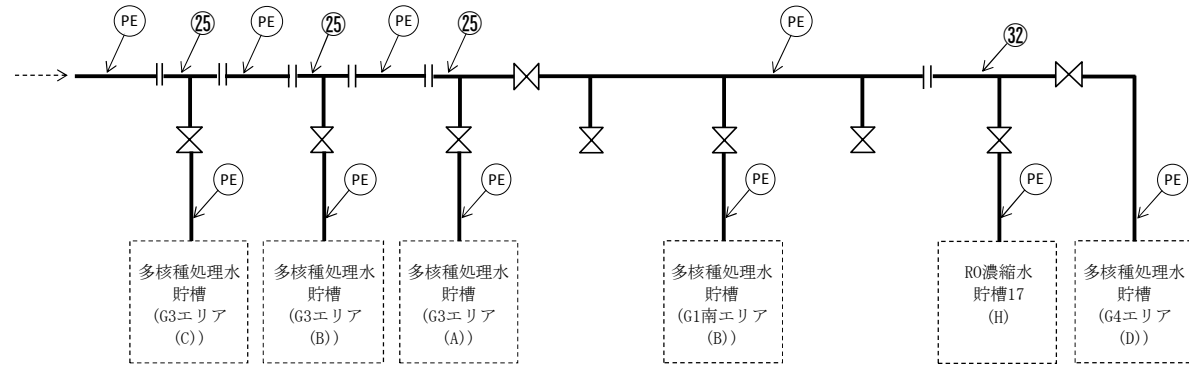 PE
㉕
PE
㉕
PE
㉕
PE
㉜
PE
PE
PE
PE
PE
PE
多核種処理水
貯槽
(G3エリア
(C))
多核種処理水
貯槽
(G3エリア
(B))
多核種処理水
貯槽
(G3エリア
(A))
多核種処理水
貯槽
(G1南エリア
(B))
RO濃縮水
貯槽17
(H)
多核種処理水
貯槽
(G4エリア
(D))